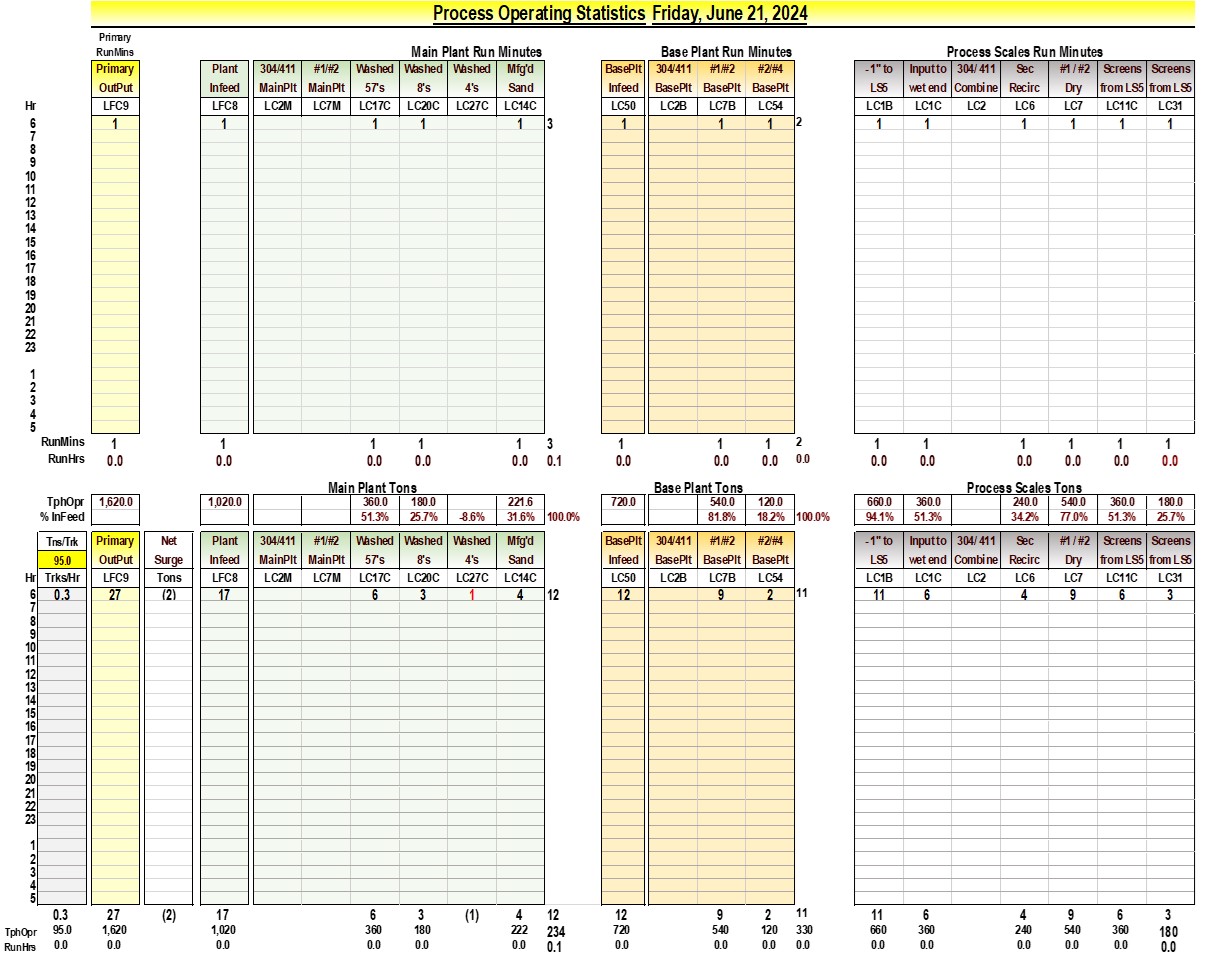 Process Operating Statistics Friday, June 21, 2024
Primary
RunMins Main Plant Run Minutes Base Plant Run Minutes Process Scales Run Minutes
Primary Plant 304/411 #1/#2 Washed Washed Washed Mfg'd BasePlt 304/411 #1/#2 #2/#4 -1" to Input to 304/ 411 Sec #1 / #2 Screens Screens
OutPut Infeed MainPlt MainPlt 57's 8's 4's Sand Infeed BasePlt BasePlt BasePlt LS5 wet end Combine Recirc Dry from LS5 from LS5
Hr LFC9 LFC8 LC2M LC7M LC17C LC20C LC27C LC14C LC50 LC2B LC7B LC54 LC1B LC1C LC2 LC6 LC7 LC11C LC31
6 1 1 1 1 1 3 1 1 1 2 1 1 1 1 1 1
7
8
9
10
11
12
13
14
15
16
17
18
19
20
21
22
23
1
2
3
4
5
RunMins 1 1 1 1 1 3 1 1 1 2 1 1 1 1 1 1
RunHrs 0.0 0.0 0.0 0.0 0.0 0.1 0.0 0.0 0.0 0.0 0.0 0.0 0.0 0.0 0.0 0.0
Main Plant Tons Base Plant Tons Process Scales Tons
TphOpr 1,620.0 1,020.0 360.0 180.0 221.6 720.0 540.0 120.0 660.0 360.0 240.0 540.0 360.0 180.0
% InFeed 51.3% 25.7% -8.6% 31.6% 100.0% 81.8% 18.2% 100.0% 94.1% 51.3% 34.2% 77.0% 51.3% 25.7%
Tns/Trk Primary Net Plant 304/411 #1/#2 Washed Washed Washed Mfg'd BasePlt 304/411 #1/#2 #2/#4 -1" to Input to 304/ 411 Sec #1 / #2 Screens Screens
95.0 OutPut Surge Infeed MainPlt MainPlt 57's 8's 4's Sand Infeed BasePlt BasePlt BasePlt LS5 wet end Combine Recirc Dry from LS5 from LS5
Hr Trks/Hr LFC9 Tons LFC8 LC2M LC7M LC17C LC20C LC27C LC14C LC50 LC2B LC7B LC54 LC1B LC1C LC2 LC6 LC7 LC11C LC31
6 0.3 27 (2) 17 6 3 1 4 12 12 9 2 11 11 6 4 9 6 3
7
8
9
10
11
12
13
14
15
16
17
18
19
20
21
22
23
1
2
3
4
5
0.3 27 (2) 17 6 3 (1) 4 12 12 9 2 11 11 6 4 9 6 3
TphOpr 95.0 1,620 1,020 360 180 222 234 720 540 120 330 660 360 240 540 360 180
RunHrs 0.0 0.0 0.0 0.0 0.0 0.0 0.1 0.0 0.0 0.0 0.0 0.0 0.0 0.0 0.0 0.0 0.0